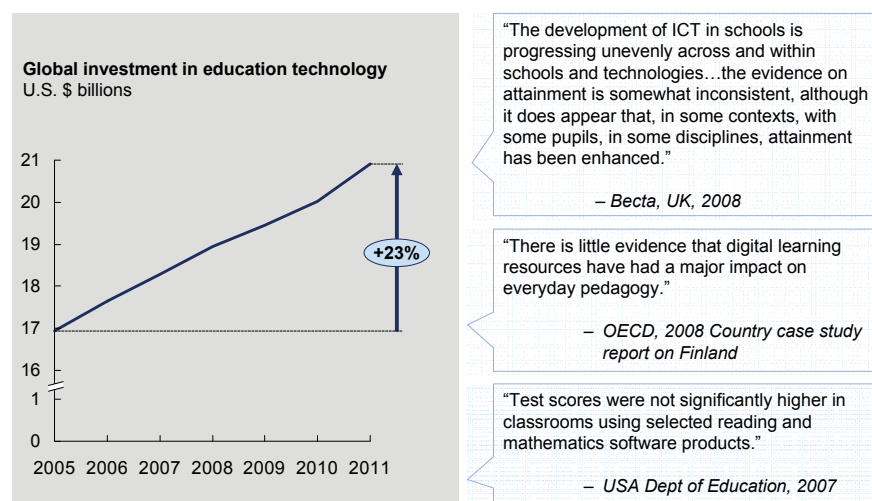 Global investment in education technology
U.S. $ billions
21
20
19
18
17
16
1
0
+23%
2005 2006 2007 2008 2009 2010 2011
“The development of ICT in schools is
progressing unevenly across and within
schools and technologies…the evidence on
attainment is somewhat inconsistent, although
it does appear that, in some contexts, with
some pupils, in some disciplines, attainment
has been enhanced.”
– Becta, UK, 2008
“There is little evidence that digital learning
resources have had a major impact on
everyday pedagogy.”
– OECD, 2008 Country case study
report on Finland
“Test scores were not significantly higher in
classrooms using selected reading and
mathematics software products.”
– USA Dept of Education, 2007